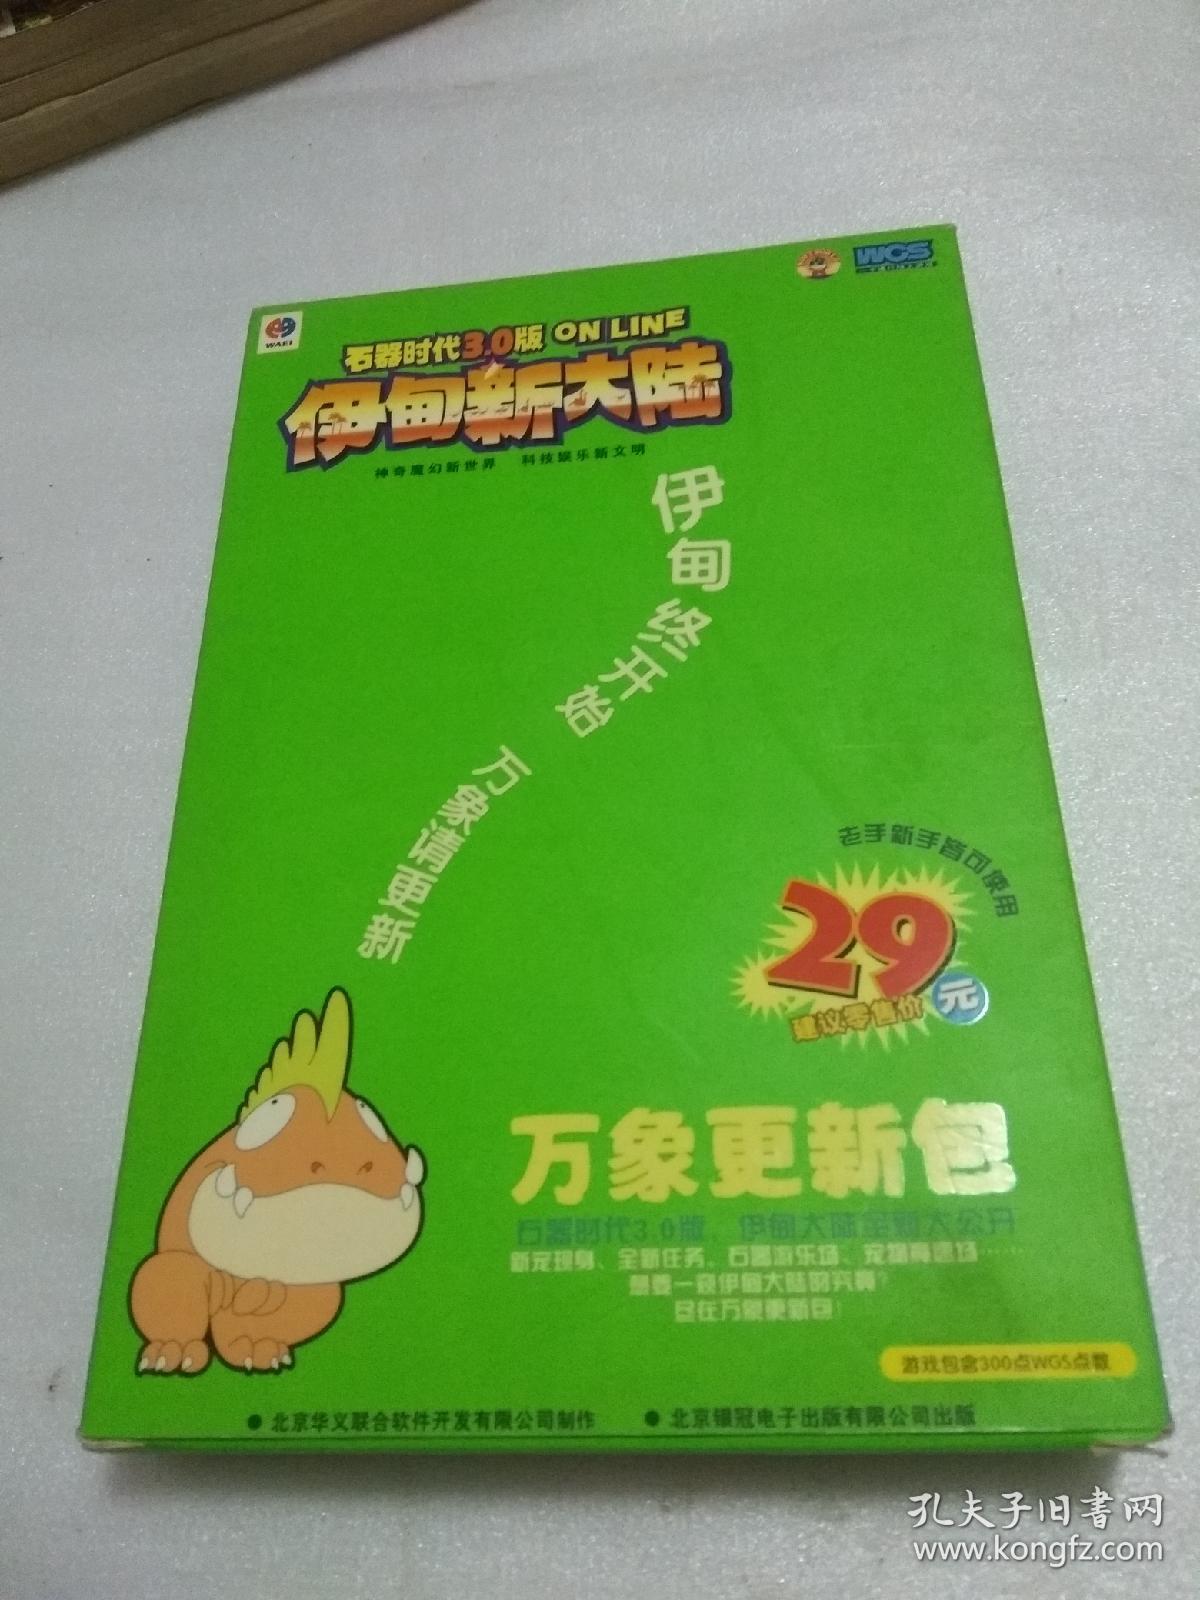 WAEI
WGS
石器时代3.0版 ON LINE
伊甸新大陆
神奇魔幻新世界 科技娱乐新文明
伊甸终开始
万象请更新
老手新手皆可使用
29元
建议零售价
万象更新包
石器时代3.0版，伊甸大陆全新大公开
新宠现身、全新任务、石器游乐场、宠物竞速场……
想要一窥伊甸大陆的究竟？
尽在万象更新包！
游戏包含300点WGS点数
● 北京华义联合软件开发有限公司制作 ● 北京银冠电子出版有限公司出版
孔夫子旧书网
www.kongfz.com